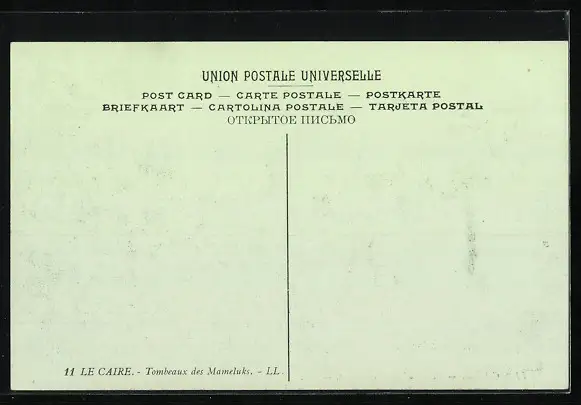 UNION POSTALE UNIVERSELLE
POST CARD — CARTE POSTALE — POSTKARTE
BRIEFKAART — CARTOLINA POSTALE — TARJETA POSTAL
ОТКРЫТОЕ ПИСЬМО
11 LE CAIRE. - Tombeaux des Mameluks. - LL.